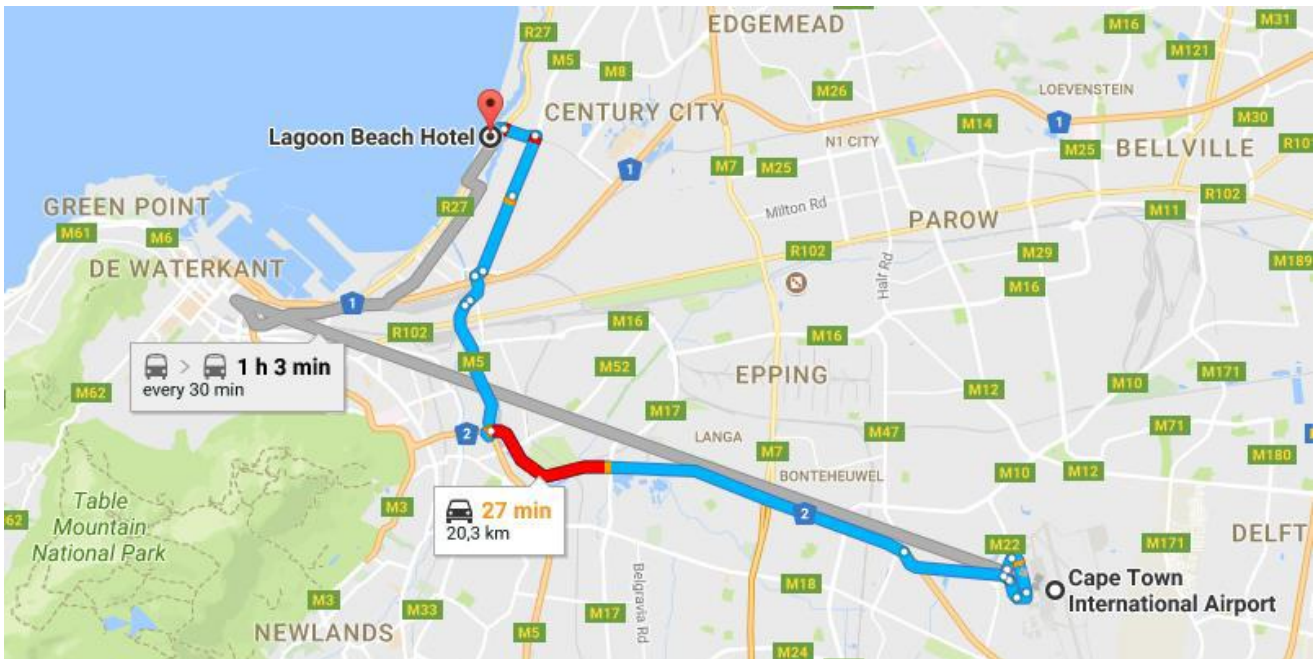 EDGEMEAD
M16
M31
R27
M121
M5
M8
M26
LOEVENSTEIN
CENTURY CITY
M14
1
M30
Lagoon Beach Hotel
N1 CITY
M25
BELLVILLE
R101
1
M7
M25
R102
GREEN POINT
R27
Milton Rd
PAROW
M11
M61
M6
R102
M29
M189
DE WATERKANT
Halt Rd
M16
1
R102
M16
M16
1 h 3 min
every 30 min
M5
M52
EPPING
M12
M10
M171
M62
M17
M47
M71
2
LANGA
M7
M10
M12
M180
BONTEHEUWEL
M3
27 min
20,3 km
2
Table
Mountain
National Park
62
M22
M171
DELFT
M18
Cape Town
International Airport
M3
M33
M17
Belgravia Rd
NEWLANDS
M5
M24